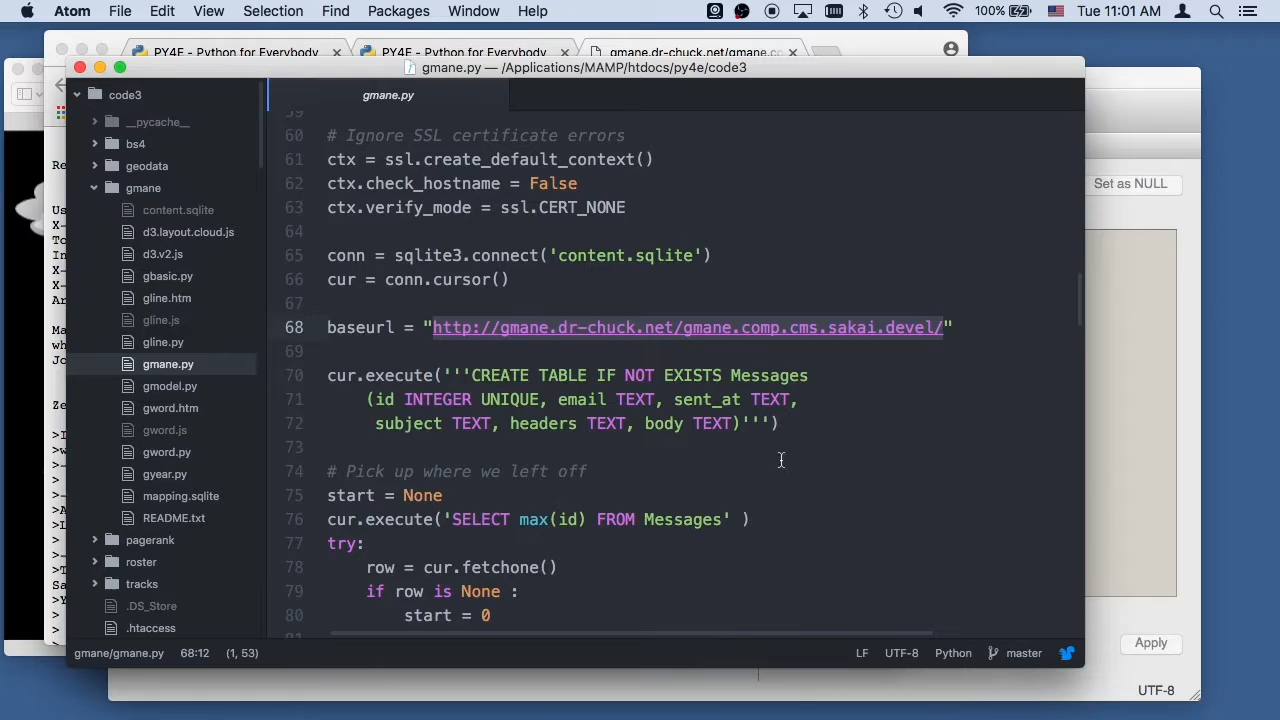 Atom File Edit View Selection Find Packages Window Help 100% Tue 11:01 AM
PY4E - Python for Everybody PY4E - Python for Everybody gmane.dr-chuck.net/gmane.co
gmane.py — /Applications/MAMP/htdocs/py4e/code3
code3
__pycache__
bs4
geodata
gmane
content.sqlite
d3.layout.cloud.js
d3.v2.js
gbasic.py
gline.htm
gline.js
gline.py
gmane.py
gmodel.py
gword.htm
gword.js
gword.py
gyear.py
mapping.sqlite
README.txt
pagerank
roster
tracks
.DS_Store
.htaccess
gmane.py
59
60 # Ignore SSL certificate errors
61 ctx = ssl.create_default_context()
62 ctx.check_hostname = False
63 ctx.verify_mode = ssl.CERT_NONE
64
65 conn = sqlite3.connect('content.sqlite')
66 cur = conn.cursor()
67
68 baseurl = "http://gmane.dr-chuck.net/gmane.comp.cms.sakai.devel/"
69
70 cur.execute('''CREATE TABLE IF NOT EXISTS Messages
71 (id INTEGER UNIQUE, email TEXT, sent_at TEXT,
72 subject TEXT, headers TEXT, body TEXT)''')
73
74 # Pick up where we left off
75 start = None
76 cur.execute('SELECT max(id) FROM Messages' )
77 try:
78 row = cur.fetchone()
79 if row is None :
80 start = 0
81
gmane/gmane.py 68:12 (1, 53) LF UTF-8 Python master
Set as NULL
Apply
UTF-8